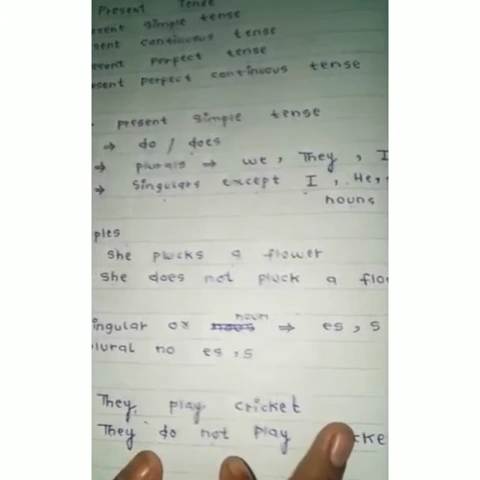 Present Tense
esent simple tense
sent continuous tense
esent perfect tense
esent perfect continuous tense
present simple tense
⇒ do / does
⇒ plurals ⇒ we, They, I
⇒ Singulars except I, He,
nouns
ples
She plucks a flower
she does not pluck a flo
ingular or noun ⇒ es, s
lural no es, s
They play cricket
They do not play cke